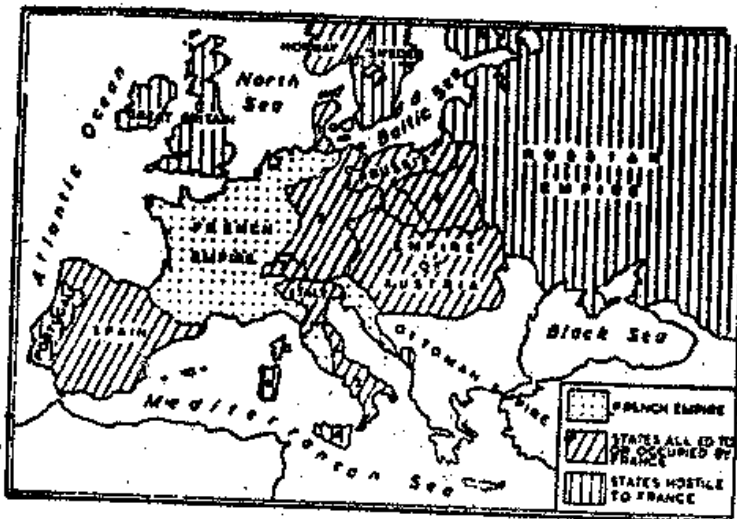 NORWAY
SWEDEN
North
Sea
Atlantic Ocean
Baltic Sea
GREAT BRITAIN
PRUSSIA
RUSSIAN
EMPIRE
FRENCH
EMPIRE
EMPIRE
OF
AUSTRIA
ITALY
PORTUGAL
SPAIN
OTTOMAN EMPIRE
Black Sea
Mediterranean Sea
FRENCH EMPIRE
STATES ALLIED TO
OR OCCUPIED BY
FRANCE
STATES HOSTILE
TO FRANCE